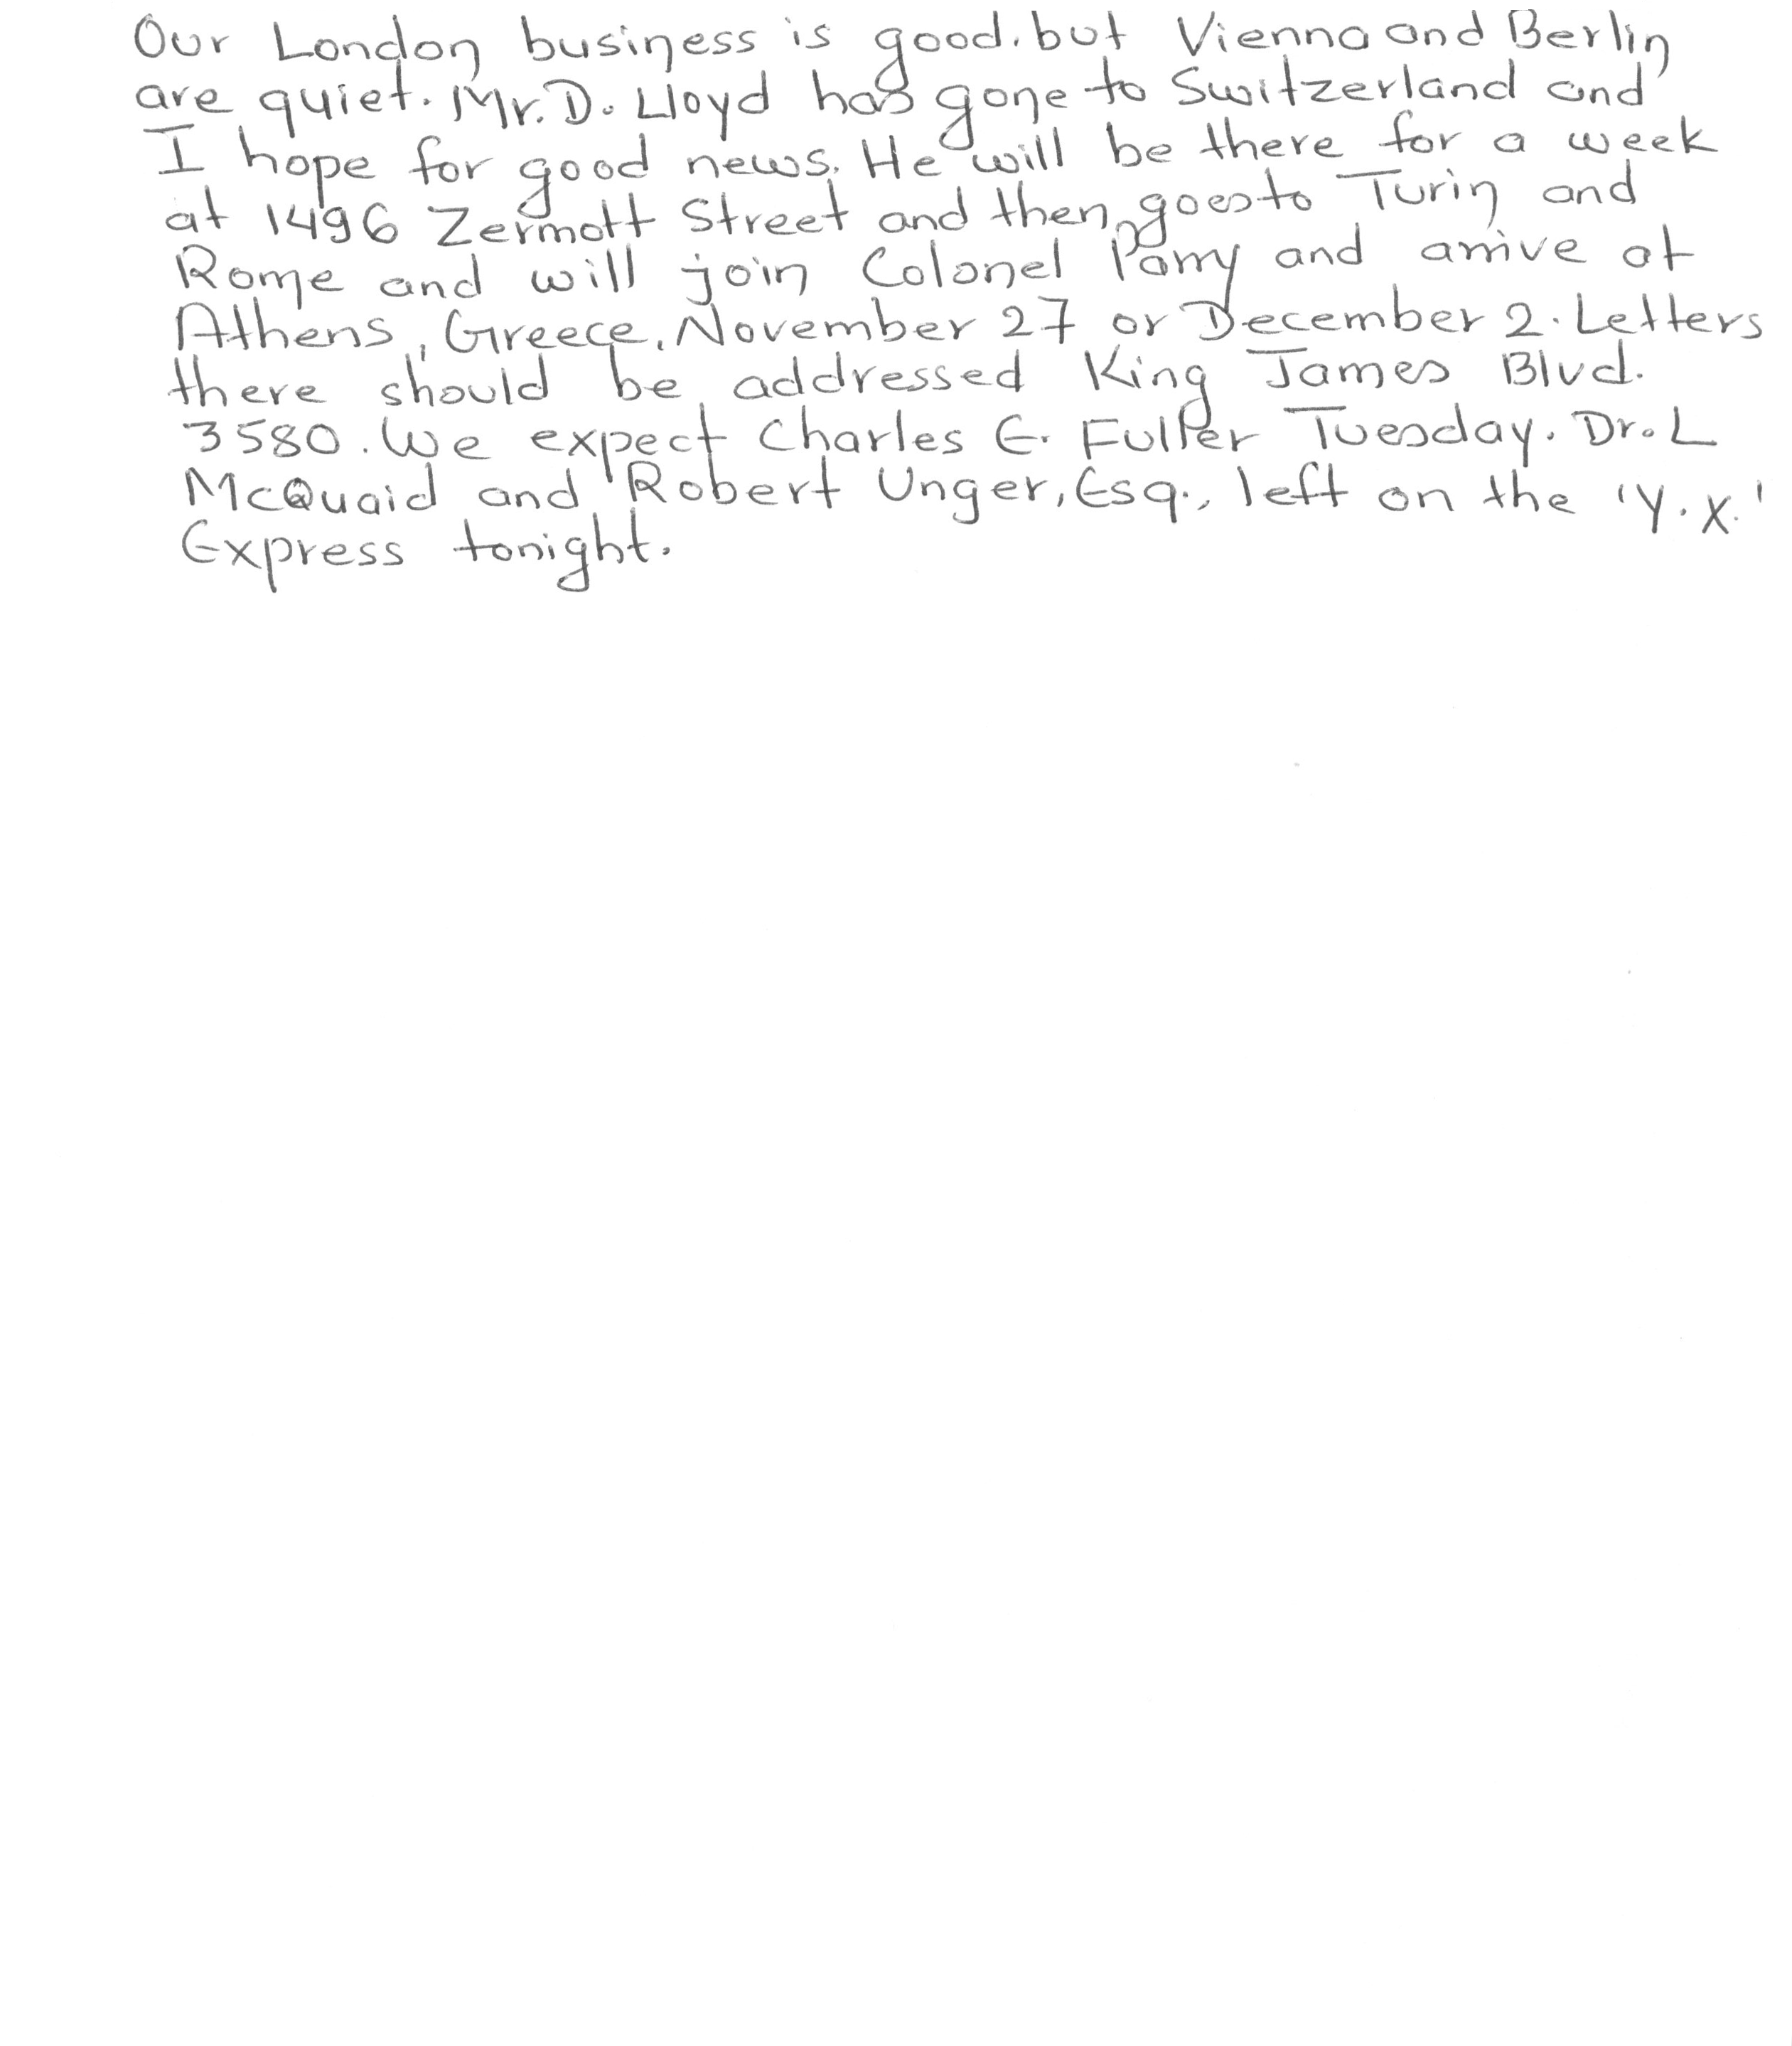 Our London business is good. but Vienna and Berlin
are quiet. Mr. D. Lloyd has gone to Switzerland and
I hope for good news. He will be there for a week
at 1496 Zermott Street and then goes to Turin and
Rome and will join Colonel Parry and arrive at
Athens, Greece, November 27 or December 2. Letters
there should be addressed King James Blvd.
3580. We expect Charles E. Fuller Tuesday. Dr. L
McQuaid and Robert Unger, Esq., left on the 'Y.X.'
Express tonight.